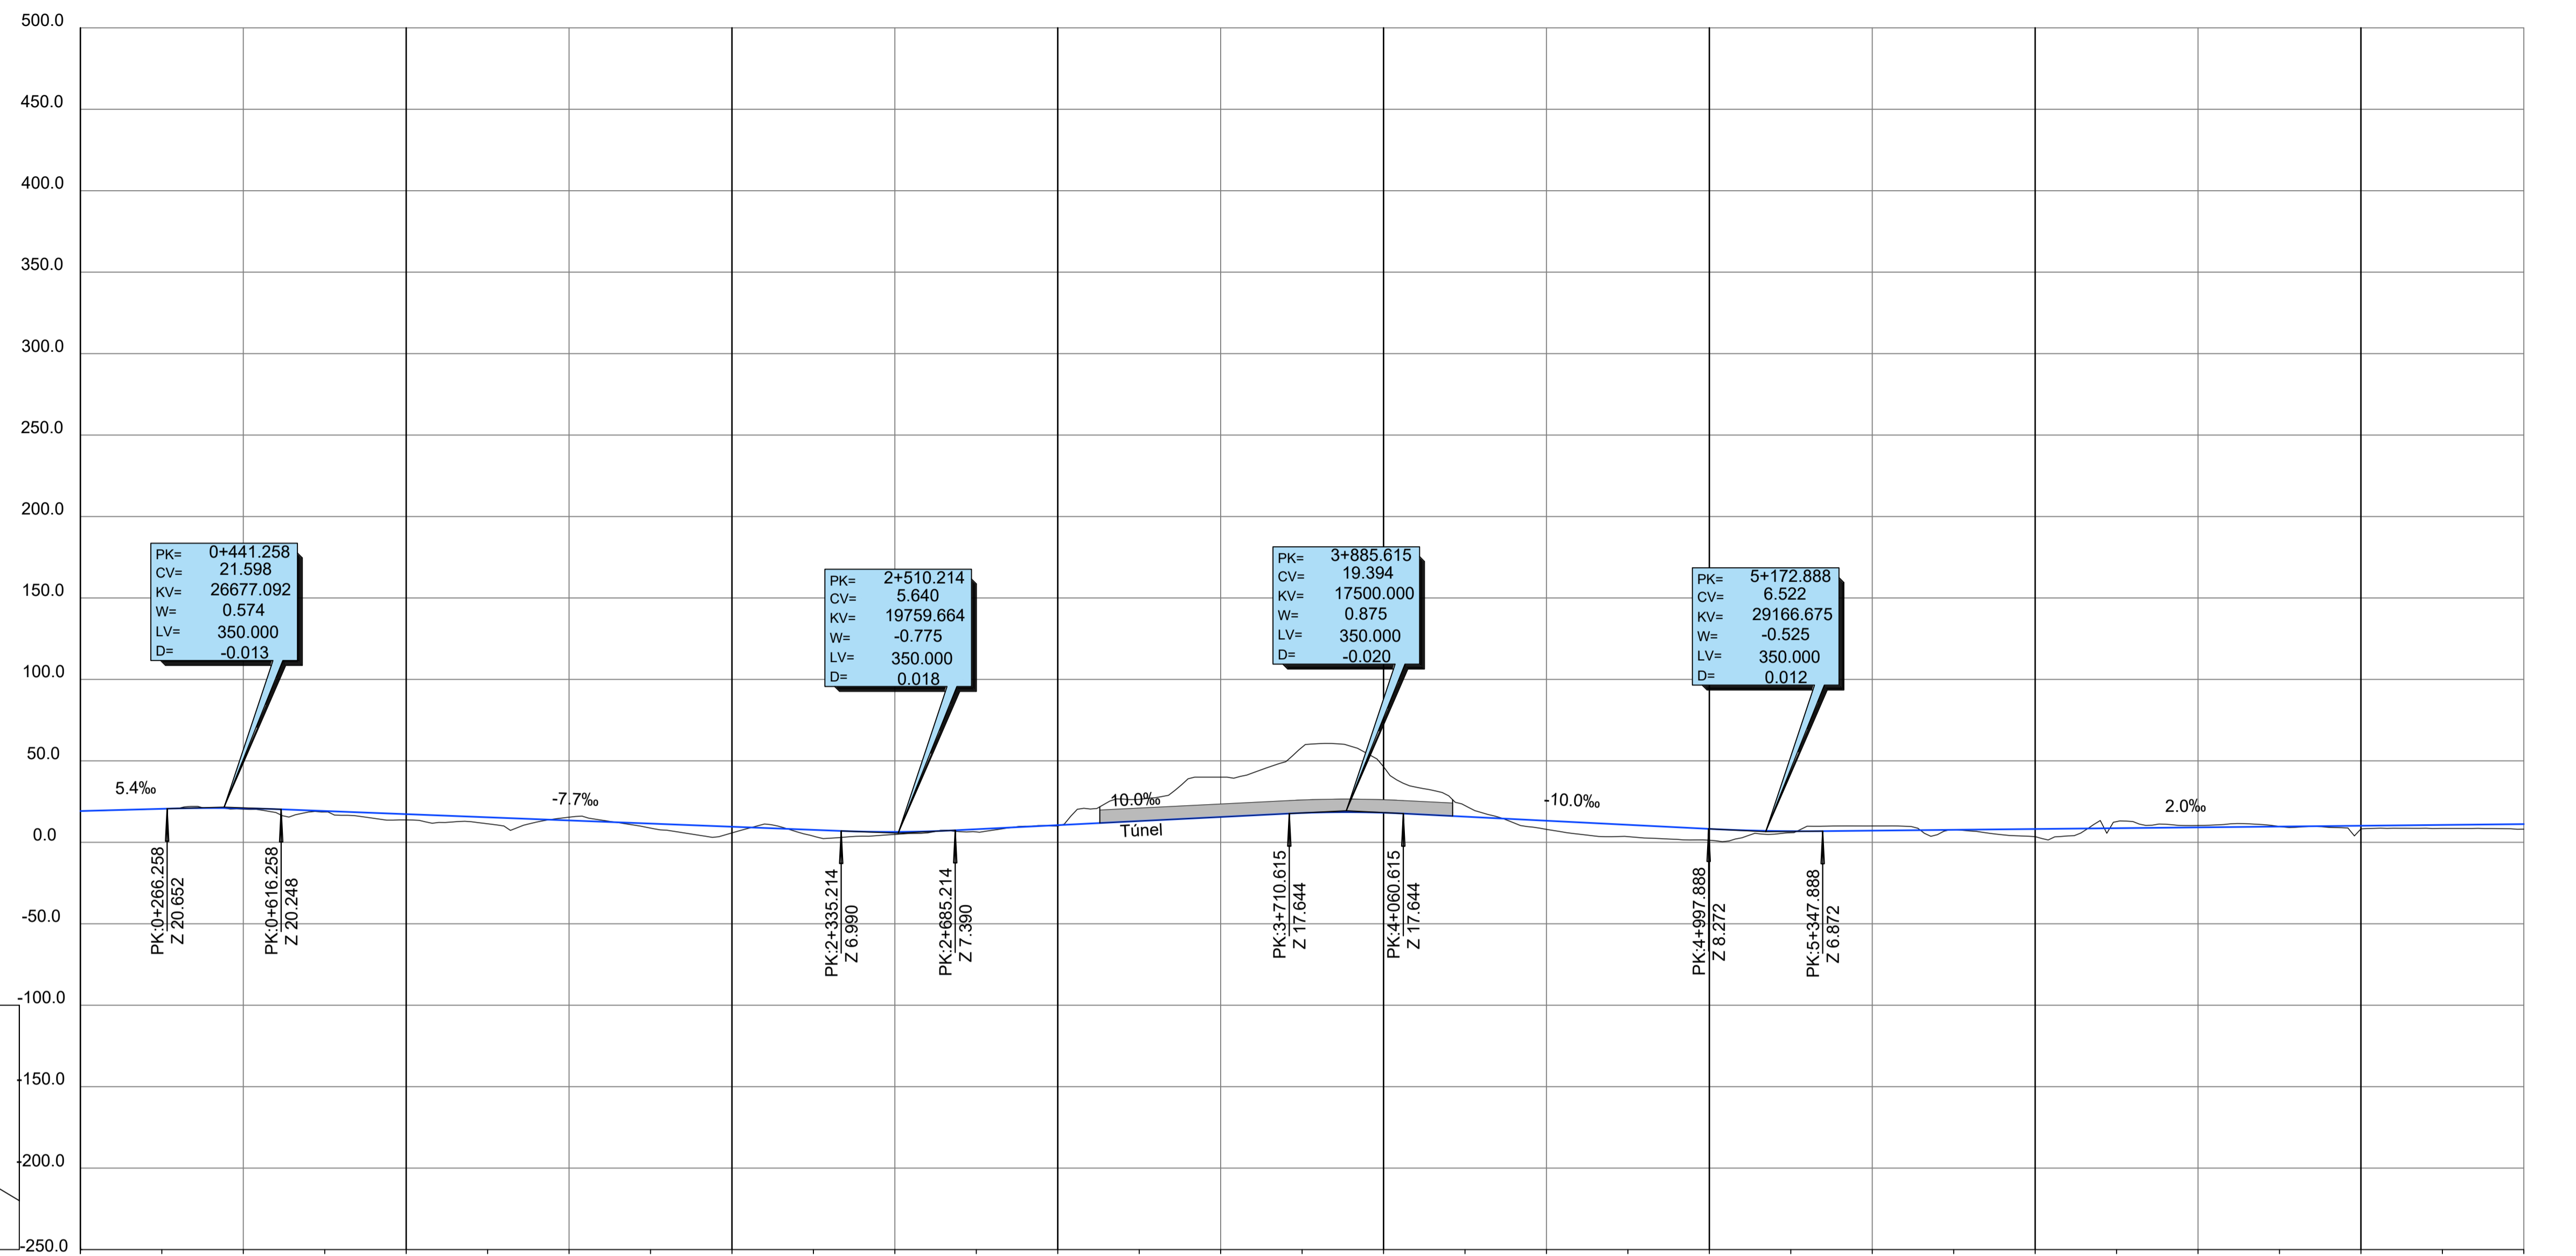 500.0
450.0
400.0
350.0
300.0
250.0
200.0
150.0
100.0
50.0
0.0
-50.0
-100.0
-150.0
-200.0
-250.0
PK= 0+441.258
CV= 21.598
KV= 26677.092
W= 0.574
LV= 350.000
D= -0.013
PK= 2+510.214
CV= 5.640
KV= 19759.664
W= -0.775
LV= 350.000
D= 0.018
PK= 3+885.615
CV= 19.394
KV= 17500.000
W= 0.875
LV= 350.000
D= -0.020
PK= 5+172.888
CV= 6.522
KV= 29166.675
W= -0.525
LV= 350.000
D= 0.012
5.4‰
-7.7‰
10.0‰
Túnel
-10.0‰
2.0‰
PK:0+266.258
Z 20.652
PK:0+616.258
Z 20.248
PK:2+335.214
Z 6.990
PK:2+685.214
Z 7.390
PK:3+710.615
Z 17.644
PK:4+060.615
Z 17.644
PK:4+997.888
Z 8.272
PK:5+347.888
Z 6.872